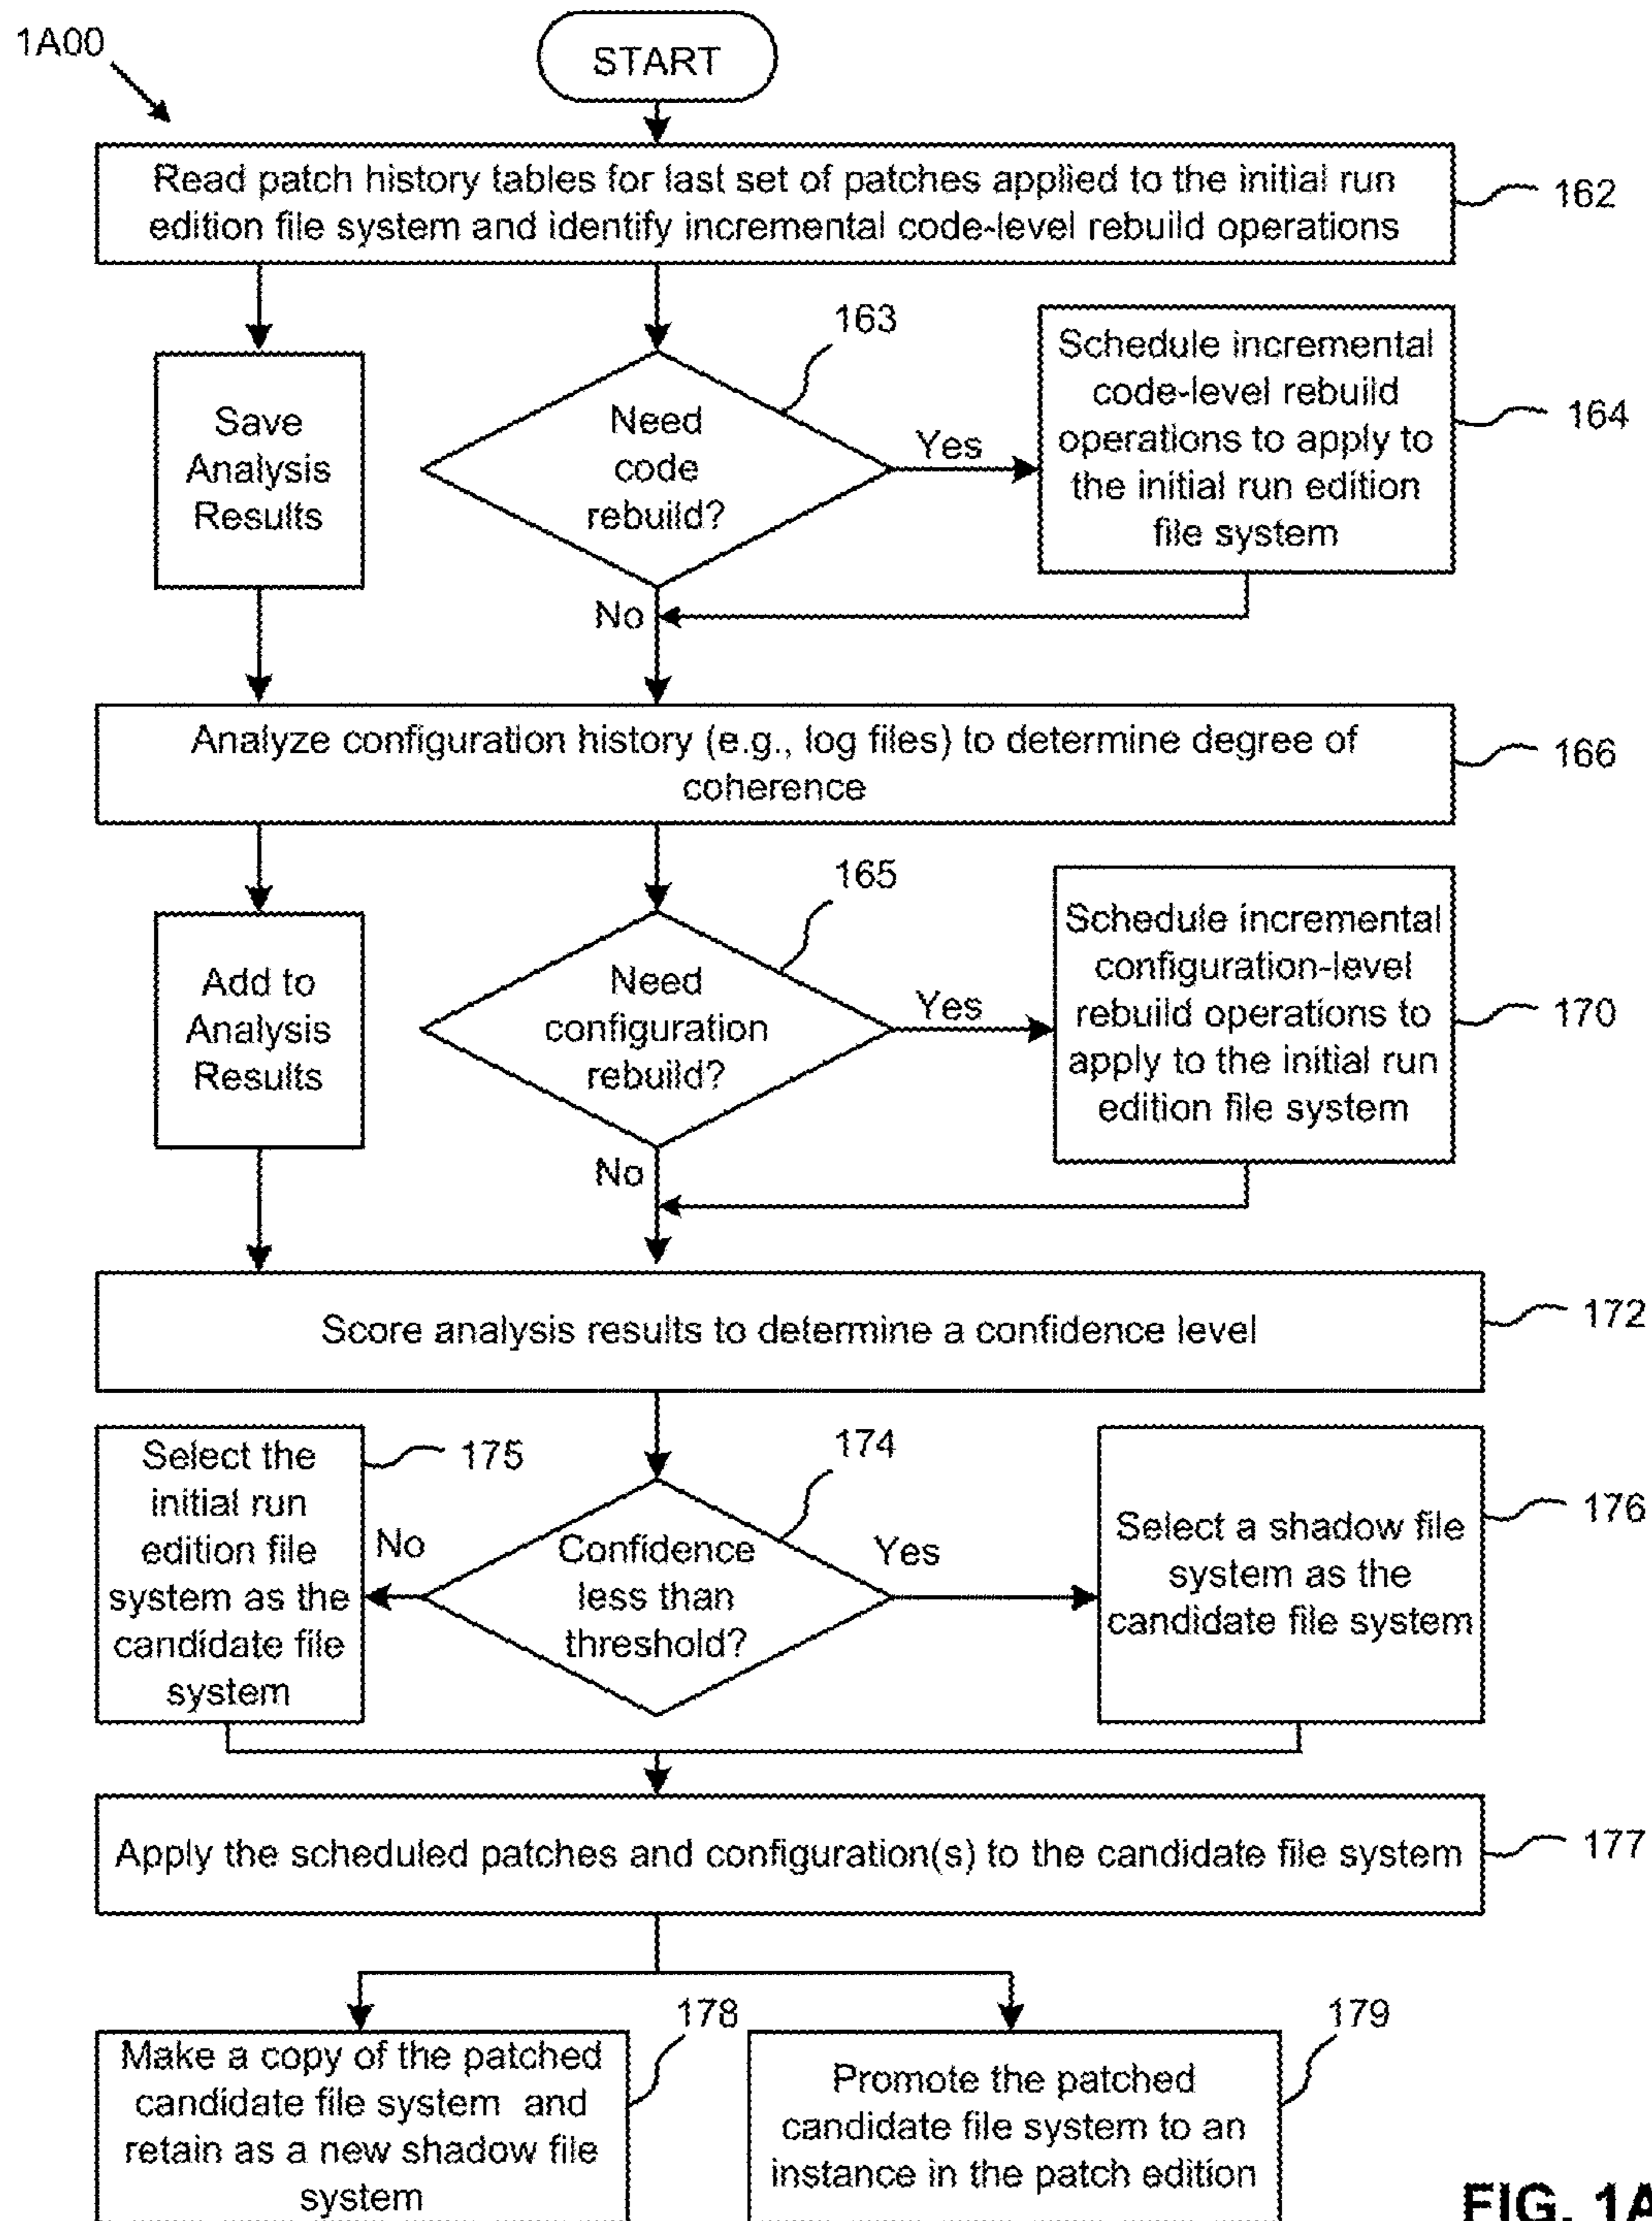 1A00
START
Read patch history tables for last set of patches applied to the initial run
edition file system and identify incremental code-level rebuild operations
162
Save
Analysis
Results
163
Need
code
rebuild?
Yes
No
Schedule incremental
code-level rebuild
operations to apply to
the initial run edition
file system
164
Analyze configuration history (e.g., log files) to determine degree of
coherence
166
Add to
Analysis
Results
165
Need
configuration
rebuild?
Yes
No
Schedule incremental
configuration-level
rebuild operations to
apply to the initial run
edition file system
170
Score analysis results to determine a confidence level
172
Select the
initial run
edition file
system as the
candidate file
system
175
No
174
Confidence
less than
threshold?
Yes
Select a shadow file
system as the
candidate file system
176
Apply the scheduled patches and configuration(s) to the candidate file system
177
Make a copy of the patched
candidate file system and
retain as a new shadow file
system
178
Promote the patched
candidate file system to an
instance in the patch edition
179
FIG. 1A